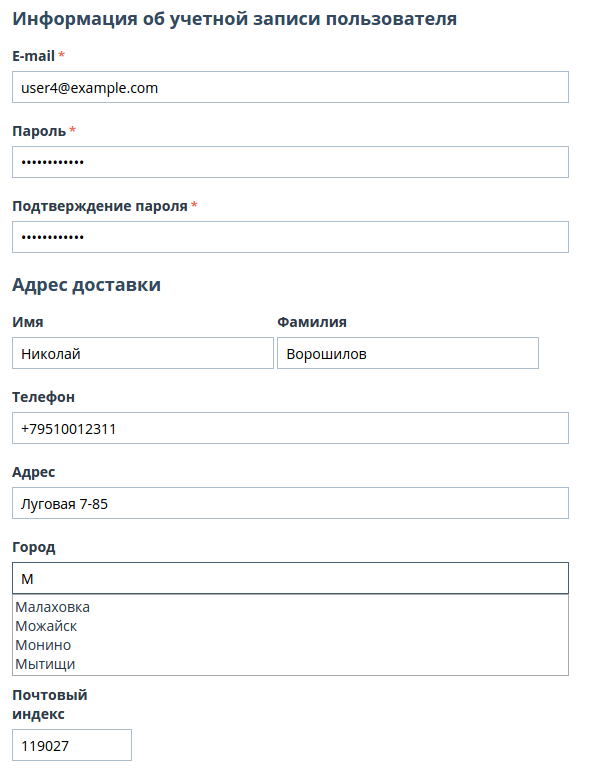 Информация об учетной записи пользователя
E-mail *
user4@example.com
Пароль *
••••••••••••
Подтверждение пароля *
••••••••••••
Адрес доставки
Имя Фамилия
Николай Ворошилов
Телефон
+79510012311
Адрес
Луговая 7-85
Город
М
Малаховка
Можайск
Монино
Мытищи
Почтовый
индекс
119027